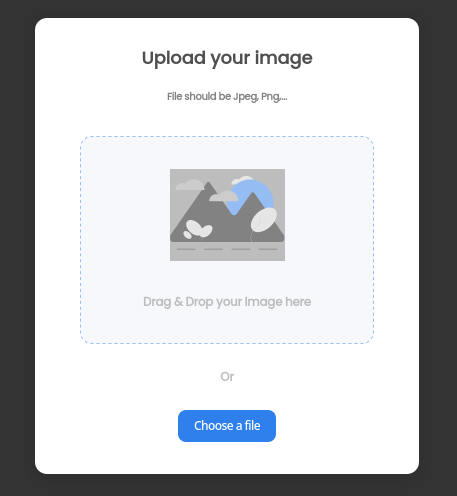 Upload your image
File should be Jpeg, Png,...
Drag & Drop your Image here
Or
Choose a file